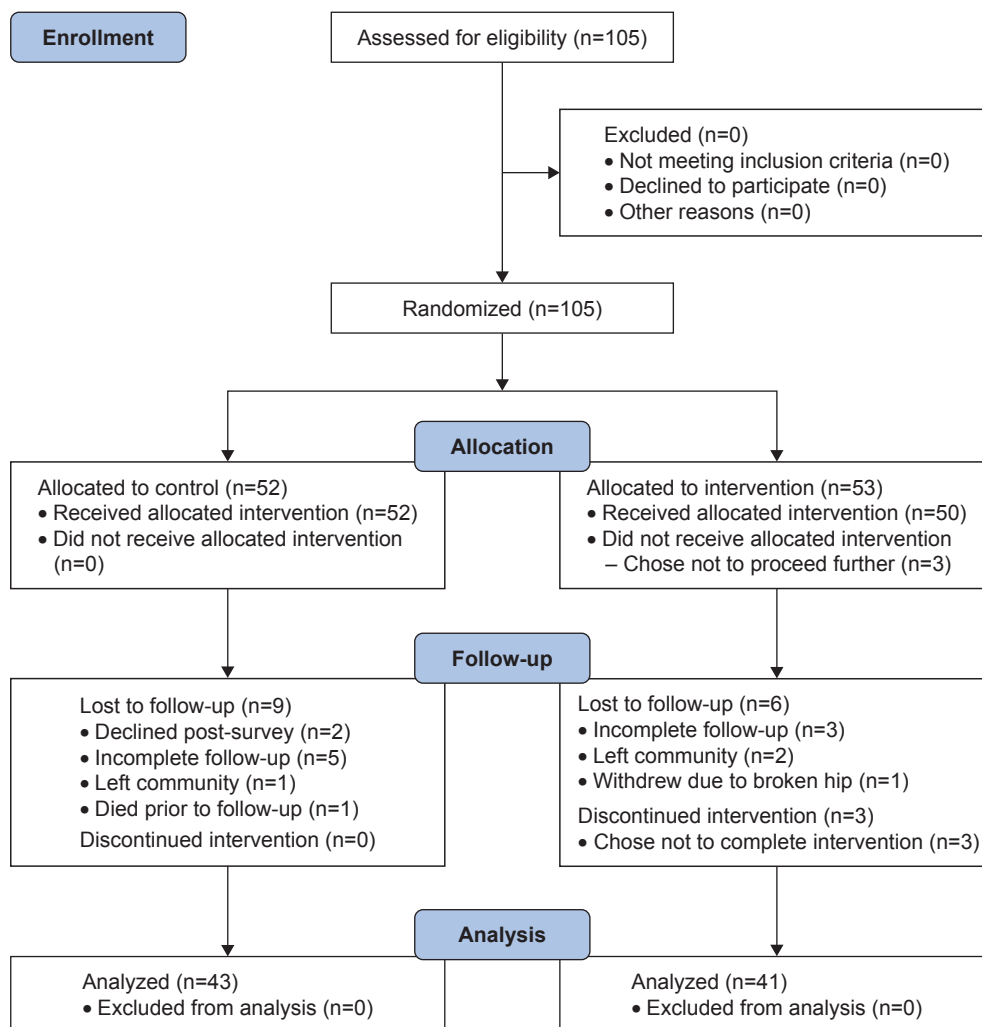 Enrollment
Assessed for eligibility (n=105)
Excluded (n=0)
• Not meeting inclusion criteria (n=0)
• Declined to participate (n=0)
• Other reasons (n=0)
Randomized (n=105)
Allocation
Allocated to control (n=52)
• Received allocated intervention (n=52)
• Did not receive allocated intervention
(n=0)
Allocated to intervention (n=53)
• Received allocated intervention (n=50)
• Did not receive allocated intervention
– Chose not to proceed further (n=3)
Follow-up
Lost to follow-up (n=9)
• Declined post-survey (n=2)
• Incomplete follow-up (n=5)
• Left community (n=1)
• Died prior to follow-up (n=1)
Discontinued intervention (n=0)
Lost to follow-up (n=6)
• Incomplete follow-up (n=3)
• Left community (n=2)
• Withdrew due to broken hip (n=1)
Discontinued intervention (n=3)
• Chose not to complete intervention (n=3)
Analysis
Analyzed (n=43)
• Excluded from analysis (n=0)
Analyzed (n=41)
• Excluded from analysis (n=0)